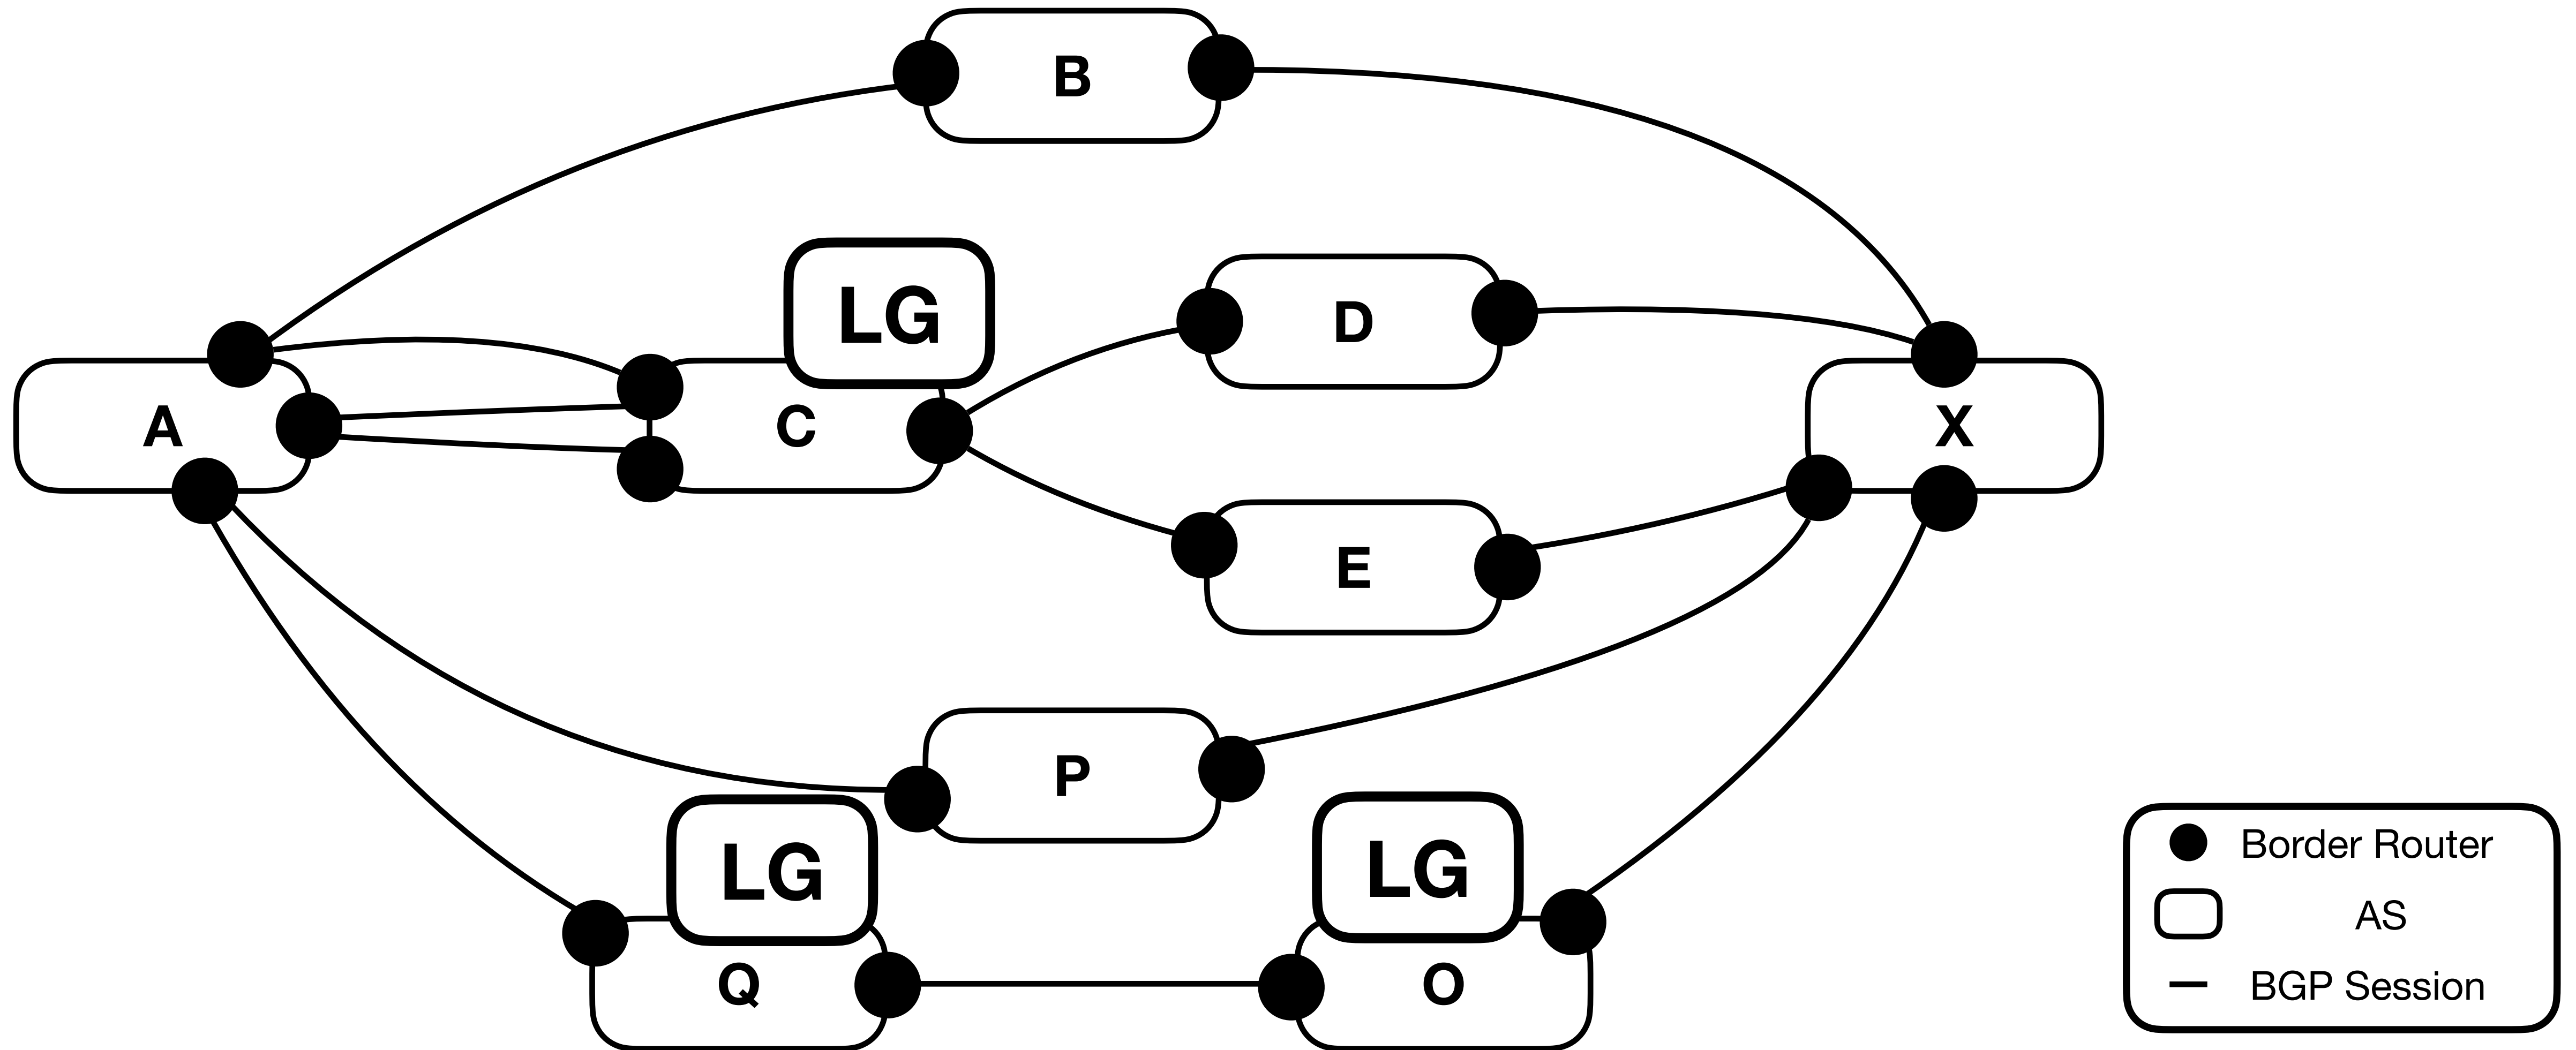 B
LG
D
A
C
X
E
P
LG
LG
Q
O
Border Router
AS
BGP Session